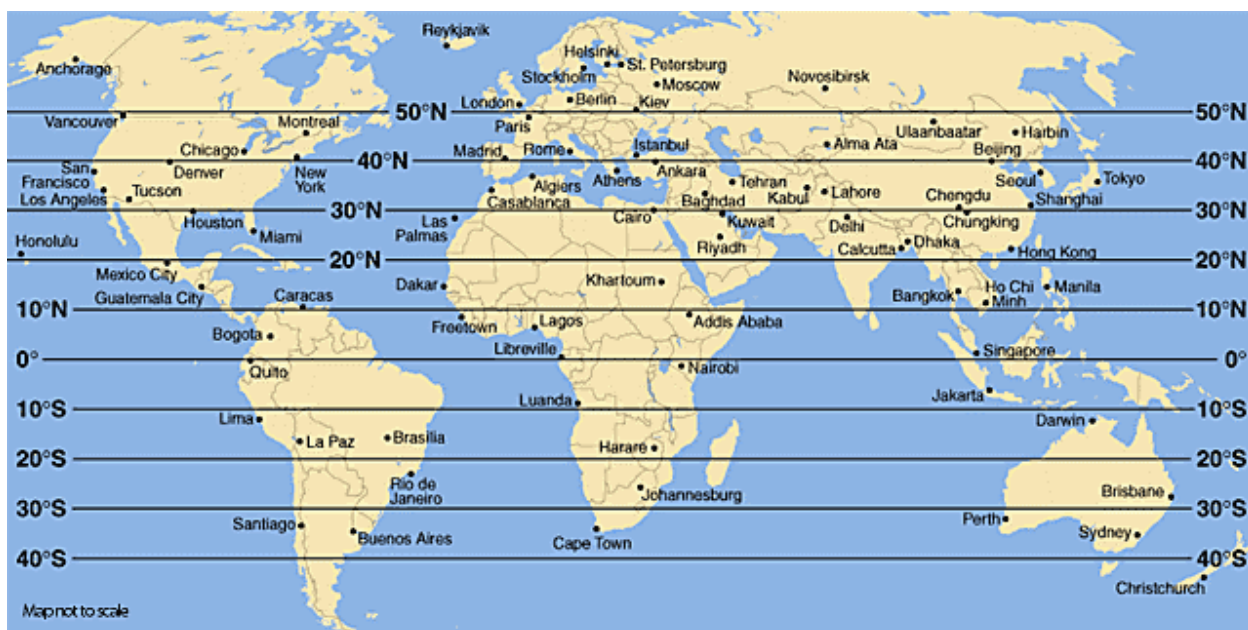 Reykjavik
Helsinki
Anchorage
St. Petersburg
Stockholm
Moscow
Novosibirsk
London
Berlin
Kiev
50°N
50°N
50°N
Vancouver
Montreal
Paris
Ulaanbaatar
Harbin
Istanbul
Alma Ata
Chicago
Madrid
Rome
Beijing
40°N
40°N
40°N
San
Francisco
Denver
New
York
Ankara
Athens
Algiers
Tehran
Kabul
Lahore
Seoul
Tokyo
Tucson
Los Angeles
Casablanca
Baghdad
Chengdu
Shanghai
30°N
30°N
30°N
Houston
Cairo
Kuwait
Delhi
Chungking
Las
Palmas
Miami
Honolulu
Riyadh
Calcutta
Dhaka
Hong Kong
20°N
20°N
20°N
Mexico City
Khartoum
Dakar
Guatemala City
Caracas
Bangkok
Ho Chi
Minh
Manila
10°N
10°N
10°N
Freetown
Lagos
Addis Ababa
Bogota
Libreville
Singapore
0°
0°
Quito
Nairobi
Jakarta
Luanda
10°S
10°S
Lima
Darwin
La Paz
Brasilia
Harare
20°S
20°S
Rio de
Janeiro
Johannesburg
Brisbane
30°S
30°S
Santiago
Buenos Aires
Cape Town
Perth
Sydney
40°S
40°S
Christchurch
Map not to scale